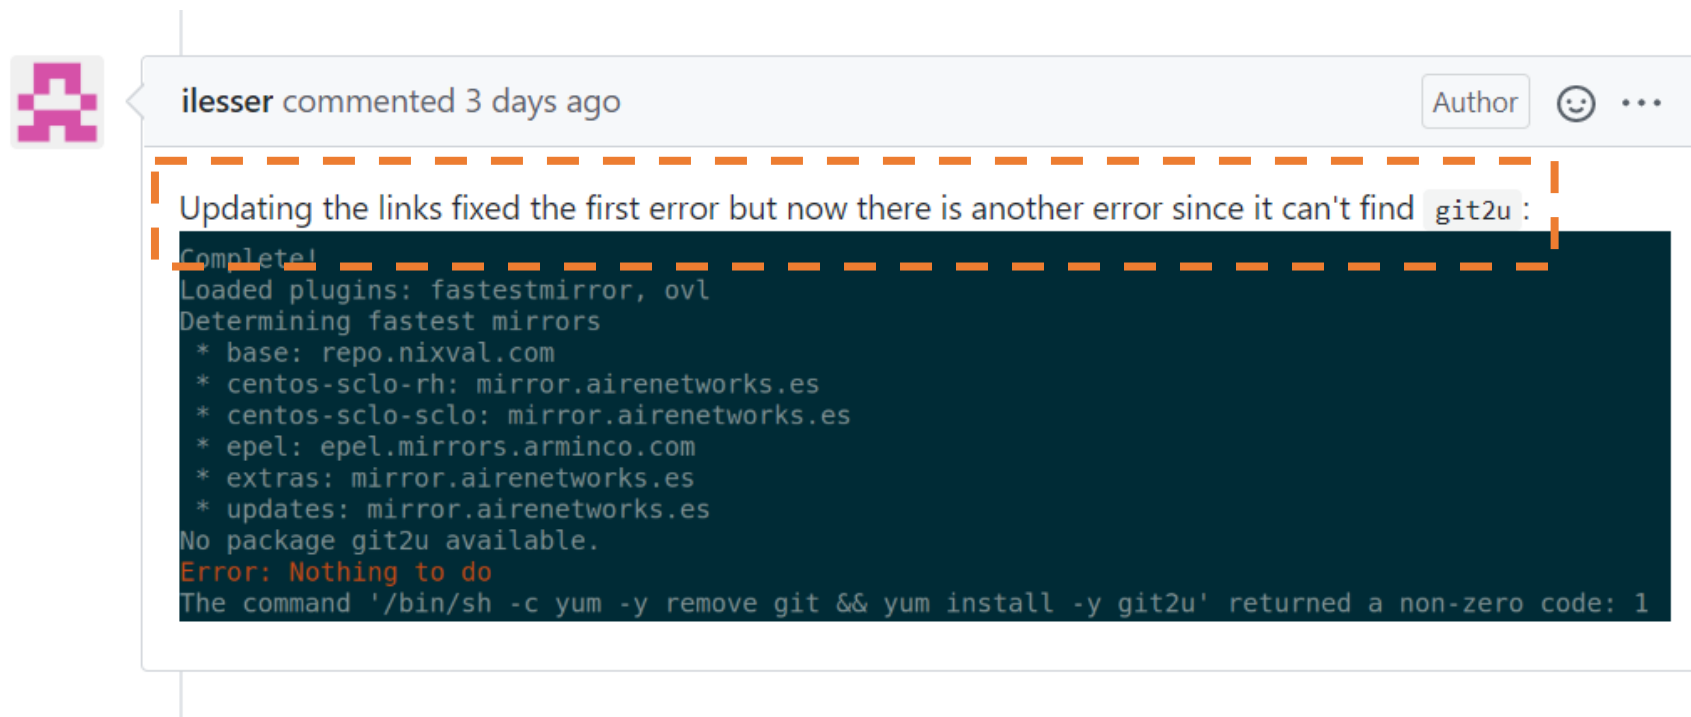 ilesser commented 3 days ago Author
Updating the links fixed the first error but now there is another error since it can't find git2u :
Complete!
Loaded plugins: fastestmirror, ovl
Determining fastest mirrors
 * base: repo.nixval.com
 * centos-sclo-rh: mirror.airenetworks.es
 * centos-sclo-sclo: mirror.airenetworks.es
 * epel: epel.mirrors.arminco.com
 * extras: mirror.airenetworks.es
 * updates: mirror.airenetworks.es
No package git2u available.
Error: Nothing to do
The command '/bin/sh -c yum -y remove git && yum install -y git2u' returned a non-zero code: 1